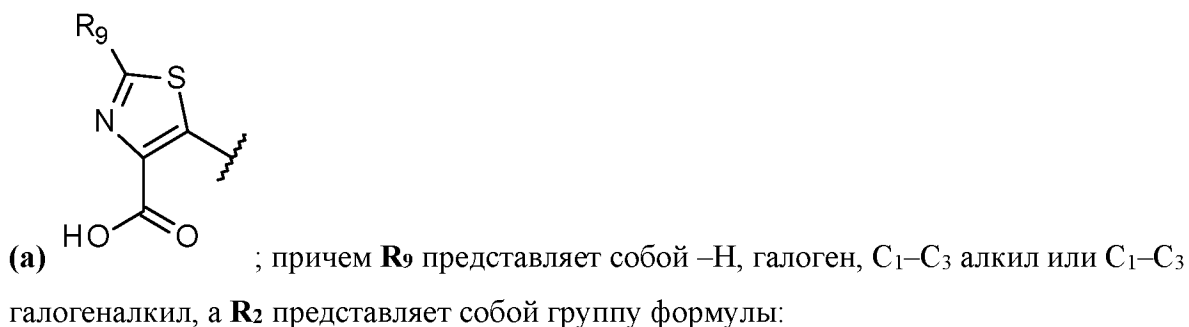 R₉
S
N
HO
O
(a) ; причем R₉ представляет собой –H, галоген, C₁–C₃ алкил или C₁–C₃
галогеналкил, а R₂ представляет собой группу формулы: